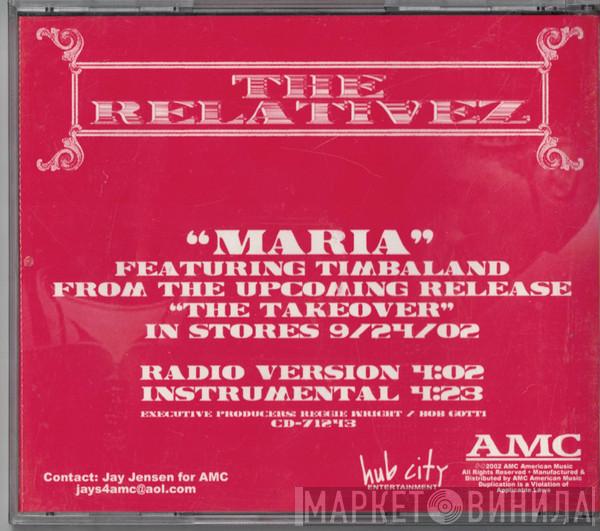 THE
RELATIVEZ
"MARIA"
FEATURING TIMBALAND
FROM THE UPCOMING RELEASE
"THE TAKEOVER"
IN STORES 9/24/02
RADIO VERSION 4:02
INSTRUMENTAL 4:23
EXECUTIVE PRODUCERS: REGGIE WRIGHT / BOB GOTTI
CD-71243
Contact: Jay Jensen for AMC
jays4amc@aol.com
hub city
ENTERTAINMENT
AMC
℗©2002 AMC American Music
All Rights Reserved • Manufactured &
Distributed by AMC American Music
Duplication is a Violation of
Applicable Laws
МАРКЕТ ВИНИЛА